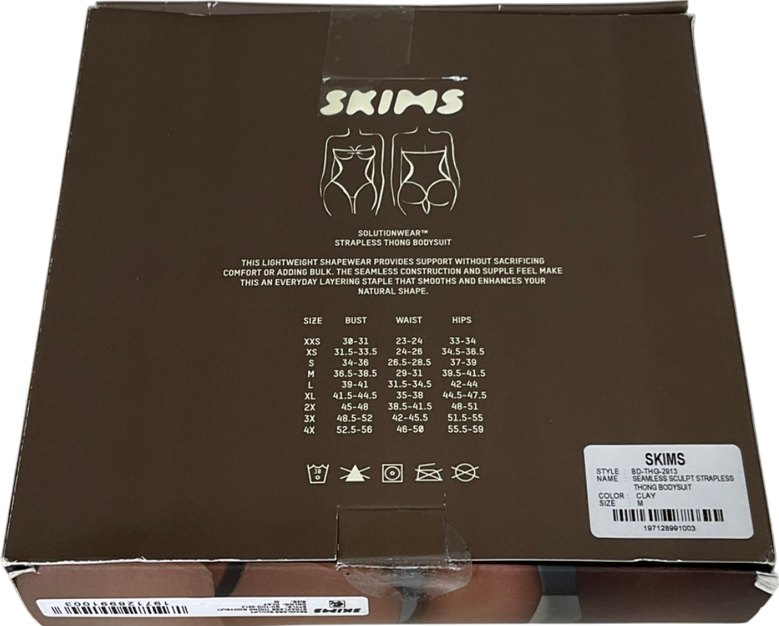 SKIMS
SOLUTIONWEAR™
STRAPLESS THONG BODYSUIT
THIS LIGHTWEIGHT SHAPEWEAR PROVIDES SUPPORT WITHOUT SACRIFICING
COMFORT OR ADDING BULK. THE SEAMLESS CONSTRUCTION AND SUPPLE FEEL MAKE
THIS AN EVERYDAY LAYERING STAPLE THAT SMOOTHS AND ENHANCES YOUR
NATURAL SHAPE.
SIZE BUST WAIST HIPS
XXS 30-31 23-24 33-34
XS 31.5-33.5 24-26 34.5-36.5
S 34-36 26.5-28.5 37-39
M 36.5-38.5 29-31 39.5-41.5
L 39-41 31.5-34.5 42-44
XL 41.5-44.5 35-38 44.5-47.5
2X 45-48 38.5-41.5 48-51
3X 48.5-52 42-45.5 51.5-55
4X 52.5-56 46-50 55.5-59
30
SKIMS
STYLE : BD-THG-2913
NAME : SEAMLESS SCULPT STRAPLESS
THONG BODYSUIT
COLOR : CLAY
SIZE : M
197128991003
197128991003
SKIMS